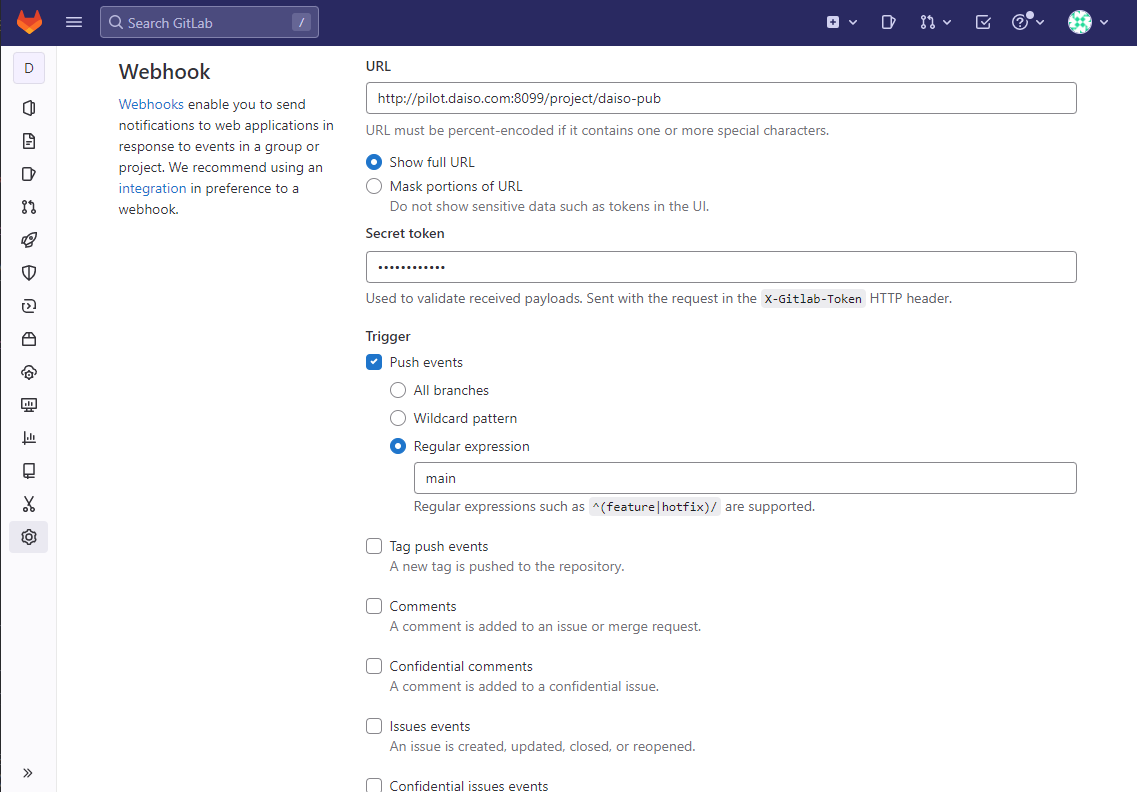 Search GitLab /
D
Webhook
Webhooks enable you to send
notifications to web applications in
response to events in a group or
project. We recommend using an
integration in preference to a
webhook.
URL
http://pilot.daiso.com:8099/project/daiso-pub
URL must be percent-encoded if it contains one or more special characters.
Show full URL
Mask portions of URL
Do not show sensitive data such as tokens in the UI.
Secret token
••••••••••••
Used to validate received payloads. Sent with the request in the X-Gitlab-Token HTTP header.
Trigger
Push events
All branches
Wildcard pattern
Regular expression
main
Regular expressions such as ^(feature|hotfix)/ are supported.
Tag push events
A new tag is pushed to the repository.
Comments
A comment is added to an issue or merge request.
Confidential comments
A comment is added to a confidential issue.
Issues events
An issue is created, updated, closed, or reopened.
Confidential issues events